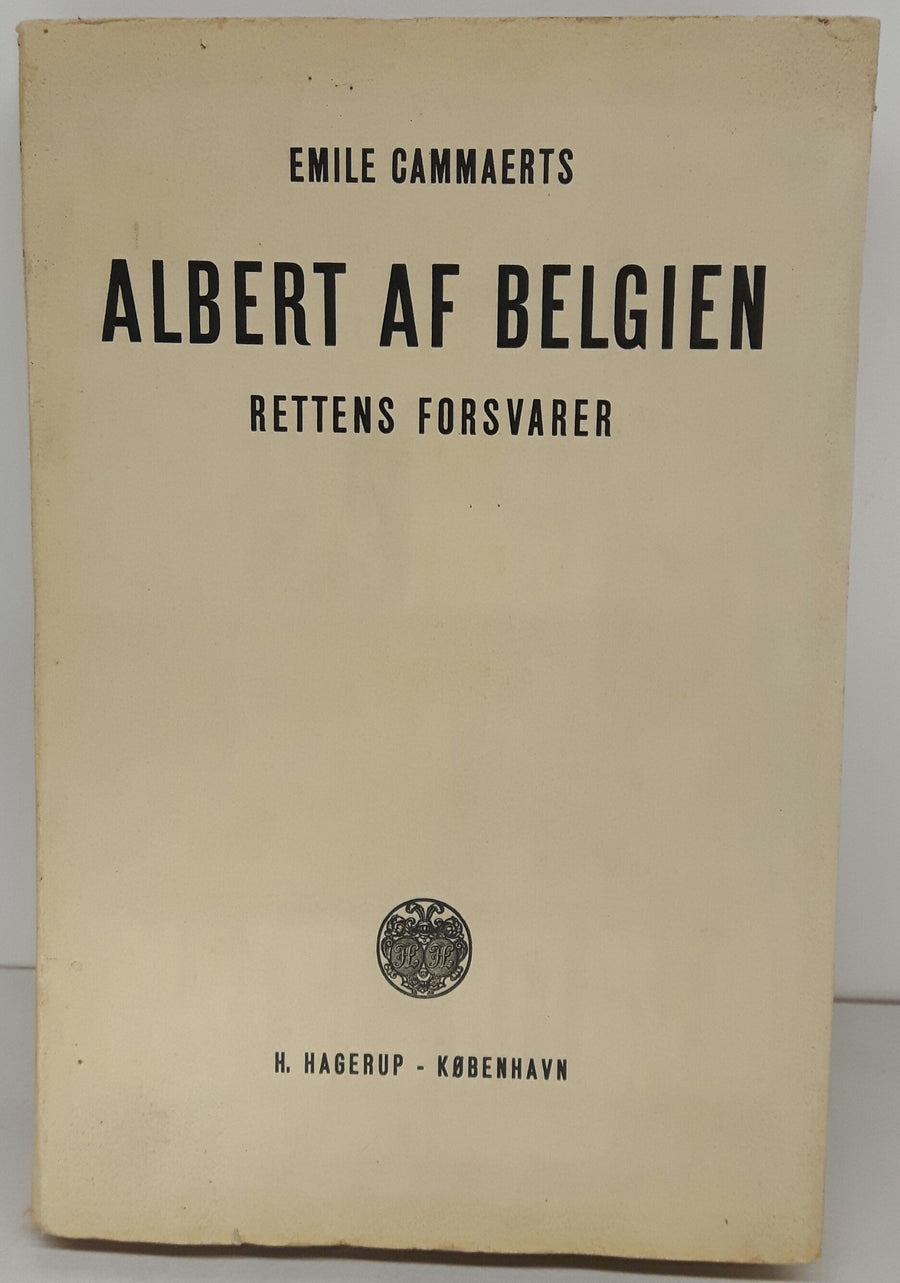 EMILE CAMMAERTS
ALBERT AF BELGIEN
RETTENS FORSVARER
H H
H. HAGERUP - KØBENHAVN